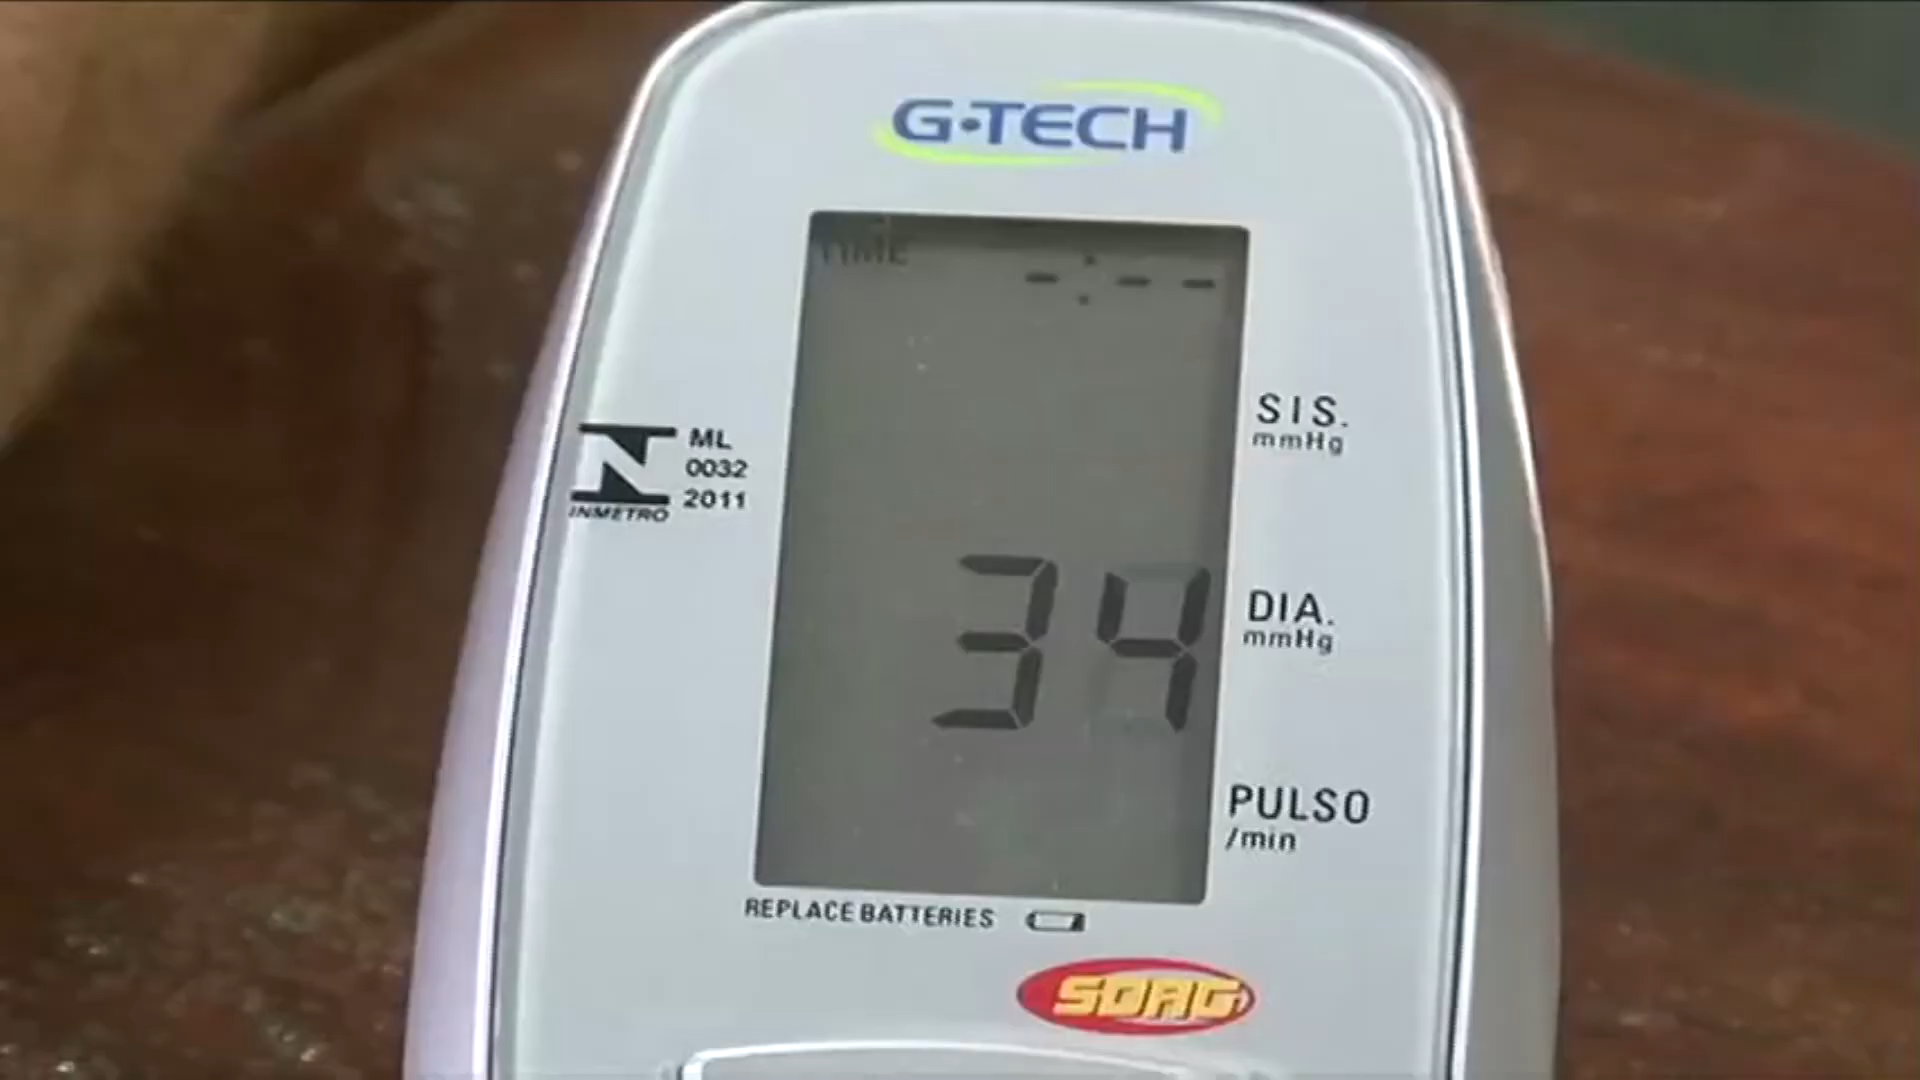 G·TECH
TIME
- : - -
SIS.
mmHg
ML
0032
2011
INMETRO
34
DIA.
mmHg
PULSO
/min
REPLACE BATTERIES
SOAG